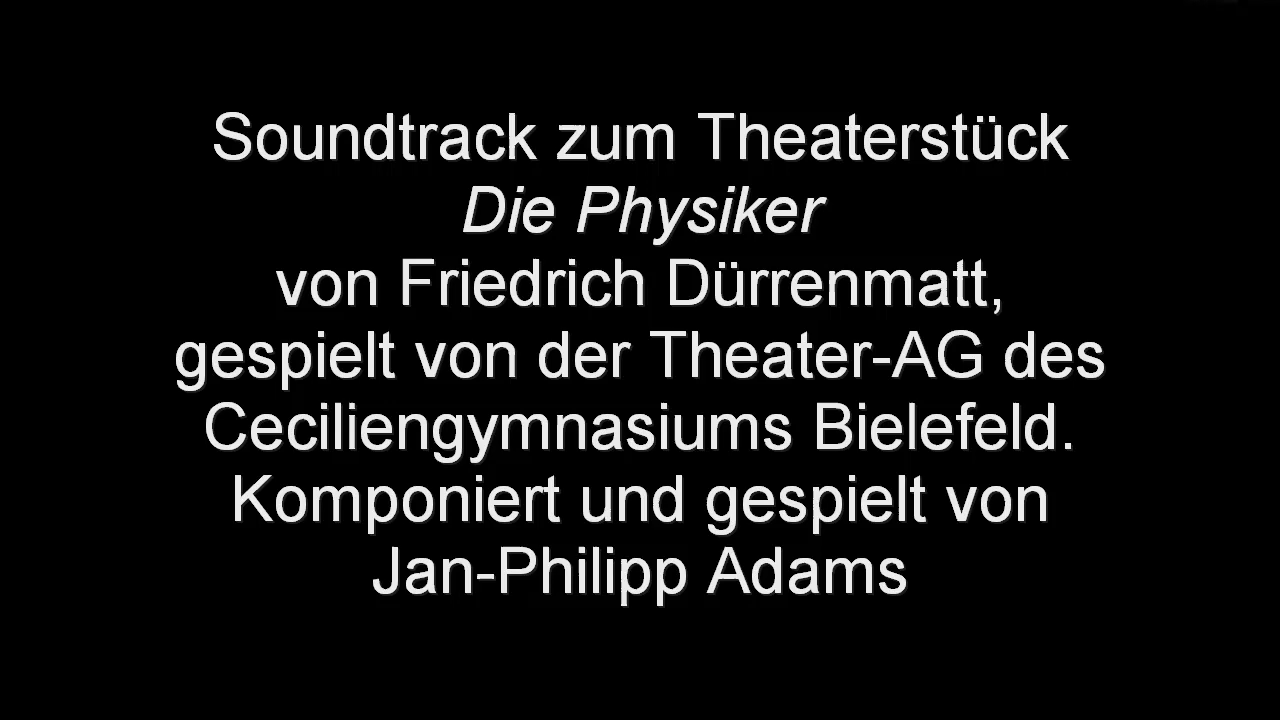 Soundtrack zum Theaterstück
Die Physiker
von Friedrich Dürrenmatt,
gespielt von der Theater-AG des
Ceciliengymnasiums Bielefeld.
Komponiert und gespielt von
Jan-Philipp Adams